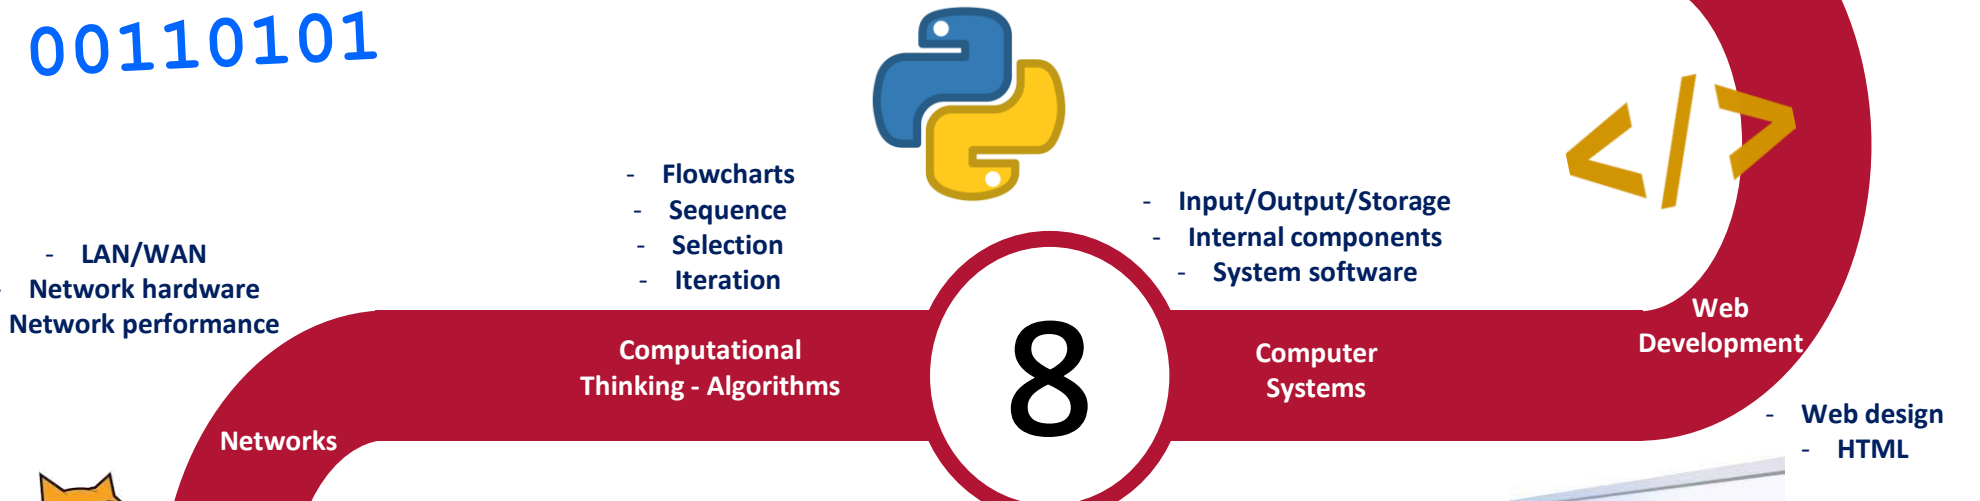 00110101
- Flowcharts
- Sequence
- Selection
- Iteration
- LAN/WAN
- Network hardware
Network performance
- Input/Output/Storage
- Internal components
- System software
</>
Networks
Computational
Thinking - Algorithms
8
Computer
Systems
Web
Development
- Web design
- HTML